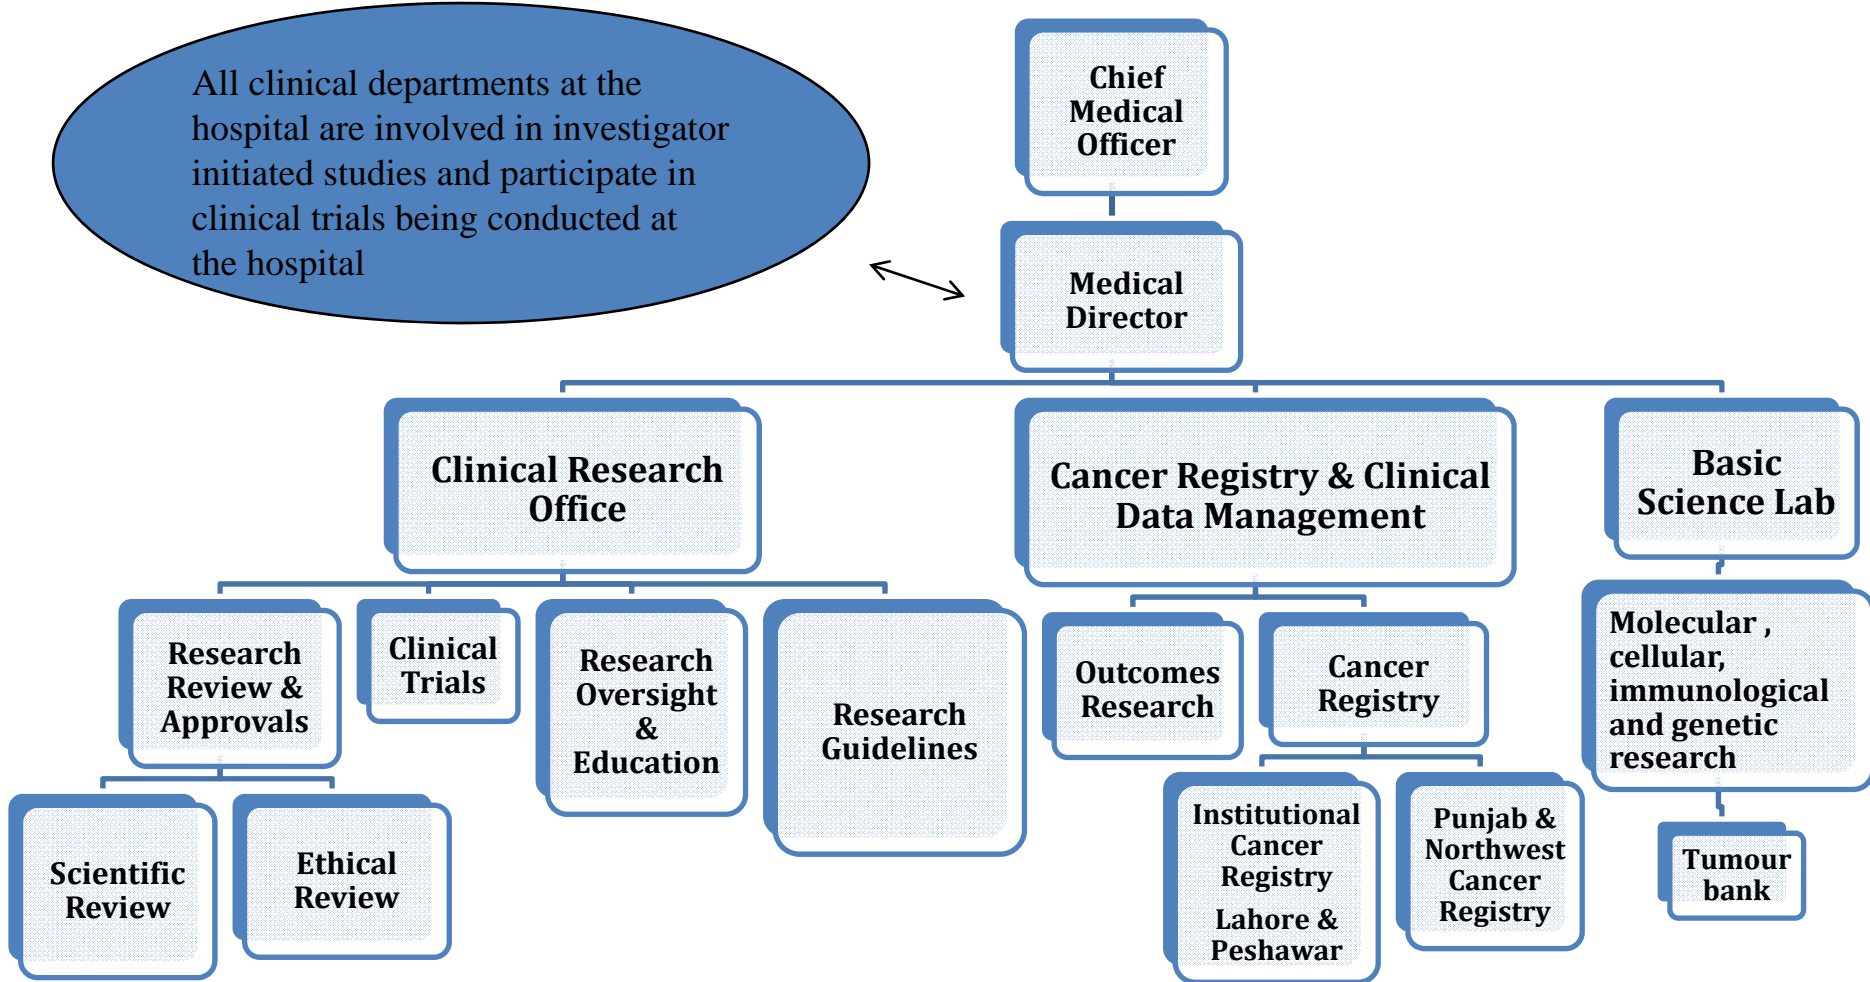 All clinical departments at the
hospital are involved in investigator
initiated studies and participate in
clinical trials being conducted at
the hospital
Chief
Medical
Officer
Medical
Director
Clinical Research
Office
Cancer Registry & Clinical
Data Management
Basic
Science Lab
Research
Review &
Approvals
Clinical
Trials
Research
Oversight
&
Education
Research
Guidelines
Outcomes
Research
Cancer
Registry
Molecular ,
cellular,
immunological
and genetic
research
Scientific
Review
Ethical
Review
Institutional
Cancer
Registry
Lahore &
Peshawar
Punjab &
Northwest
Cancer
Registry
Tumour
bank